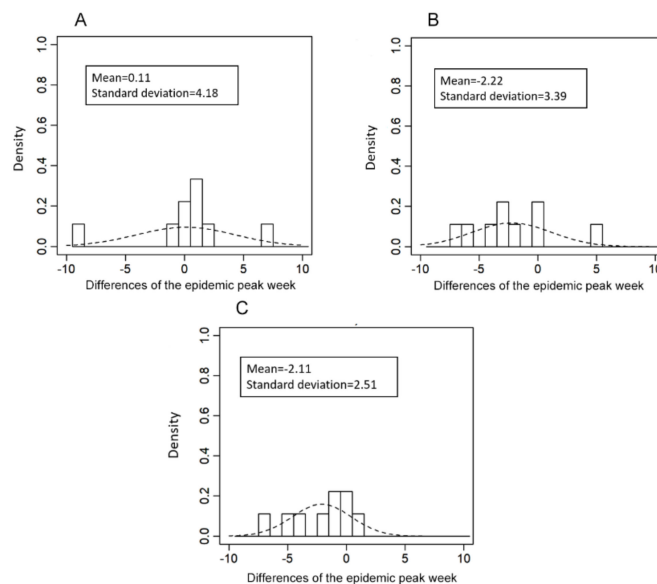 A
Mean=0.11
Standard deviation=4.18
Density
0.0 0.2 0.4 0.6 0.8 1.0
-10 -5 0 5 10
Differences of the epidemic peak week
B
Mean=-2.22
Standard deviation=3.39
Density
0.0 0.2 0.4 0.6 0.8 1.0
-10 -5 0 5 10
Differences of the epidemic peak week
C
Mean=-2.11
Standard deviation=2.51
Density
0.0 0.2 0.4 0.6 0.8 1.0
-10 -5 0 5 10
Differences of the epidemic peak week